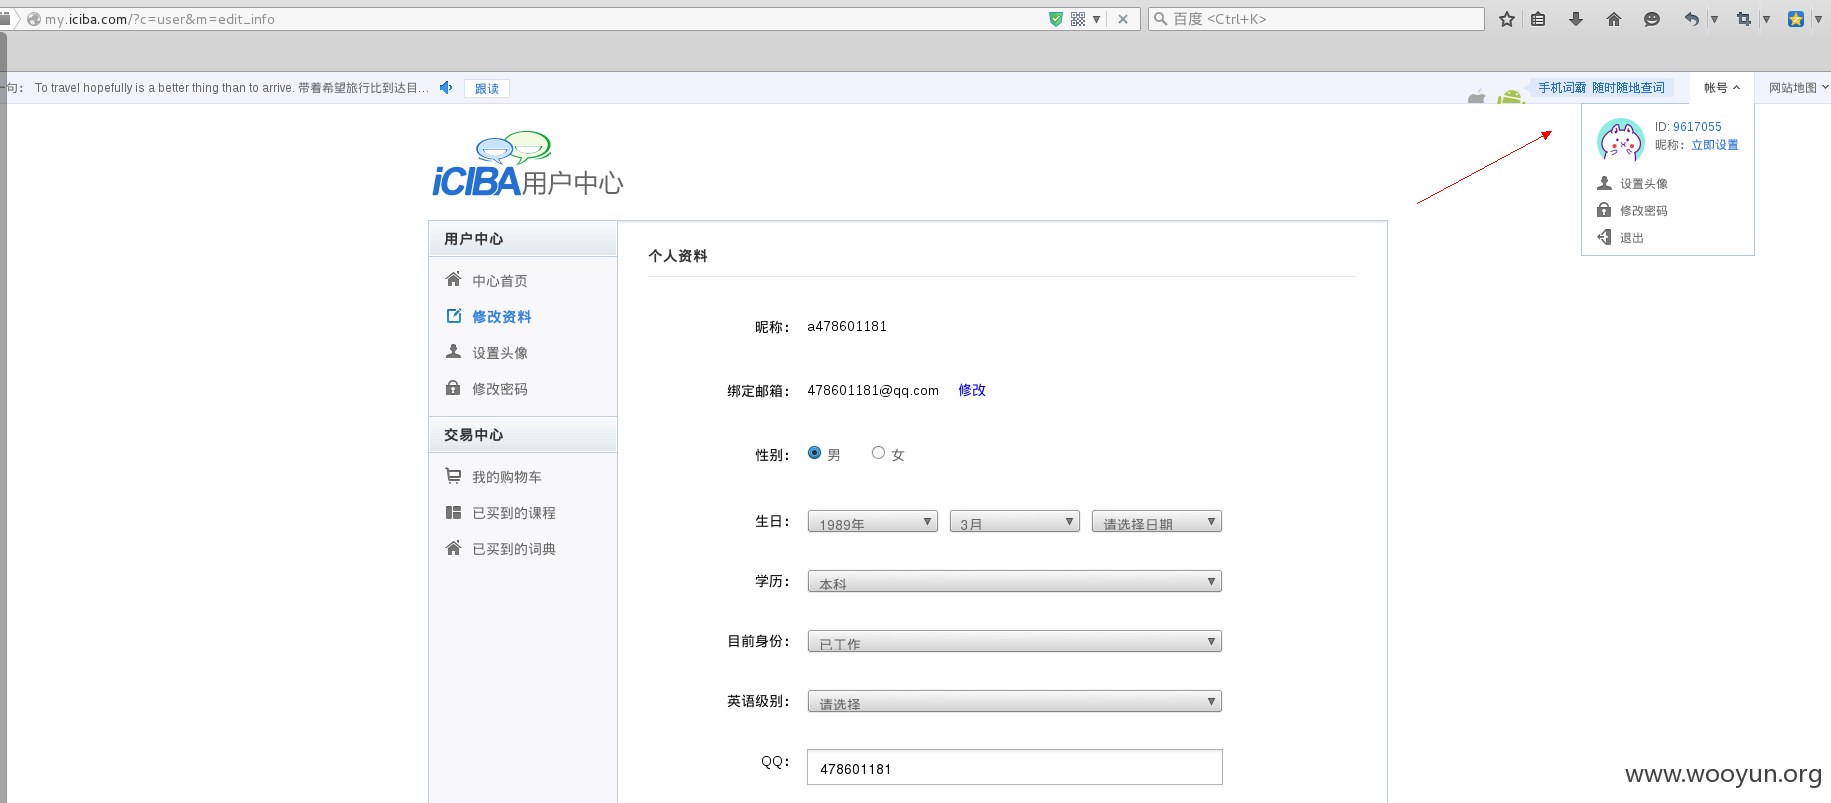 my.iciba.com/?c=user&m=edit_info
百度 <Ctrl+K>
一句： To travel hopefully is a better thing than to arrive. 带着希望旅行比到达目... 跟读
手机词霸 随时随地查词
帐号
网站地图
ID: 9617055
昵称：立即设置
设置头像
修改密码
退出
iCIBA用户中心
用户中心
中心首页
修改资料
设置头像
修改密码
交易中心
我的购物车
已买到的课程
已买到的词典
个人资料
昵称： a478601181
绑定邮箱： 478601181@qq.com 修改
性别： 男 女
生日： 1989年 3月 请选择日期
学历： 本科
目前身份： 已工作
英语级别： 请选择
QQ： 478601181
www.wooyun.org